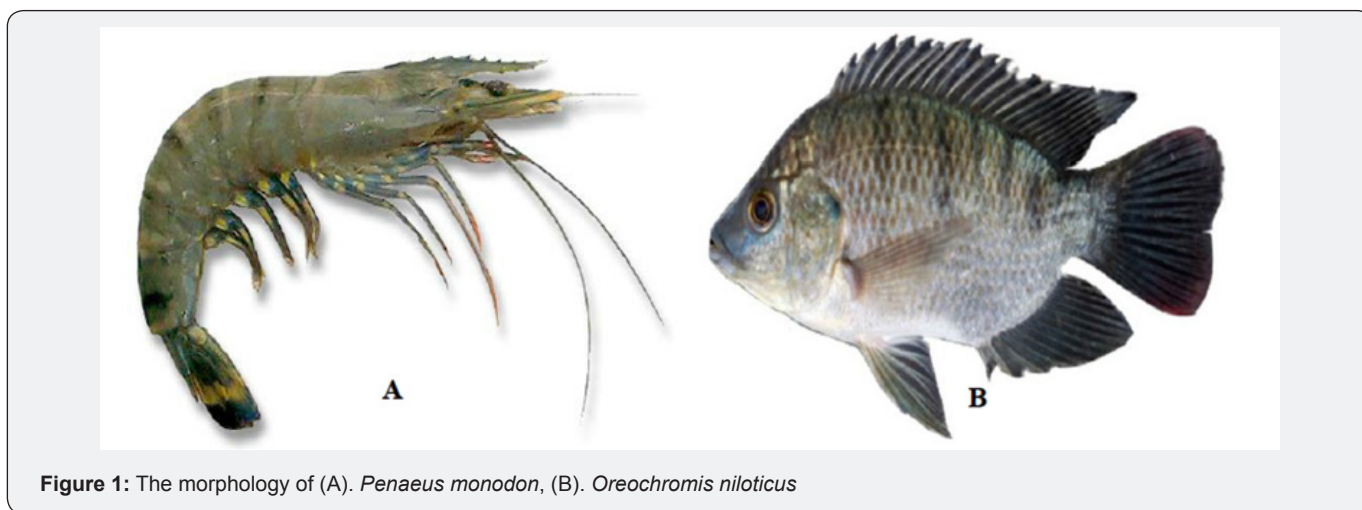 A
B
Figure 1: The morphology of (A). Penaeus monodon, (B). Oreochromis niloticus